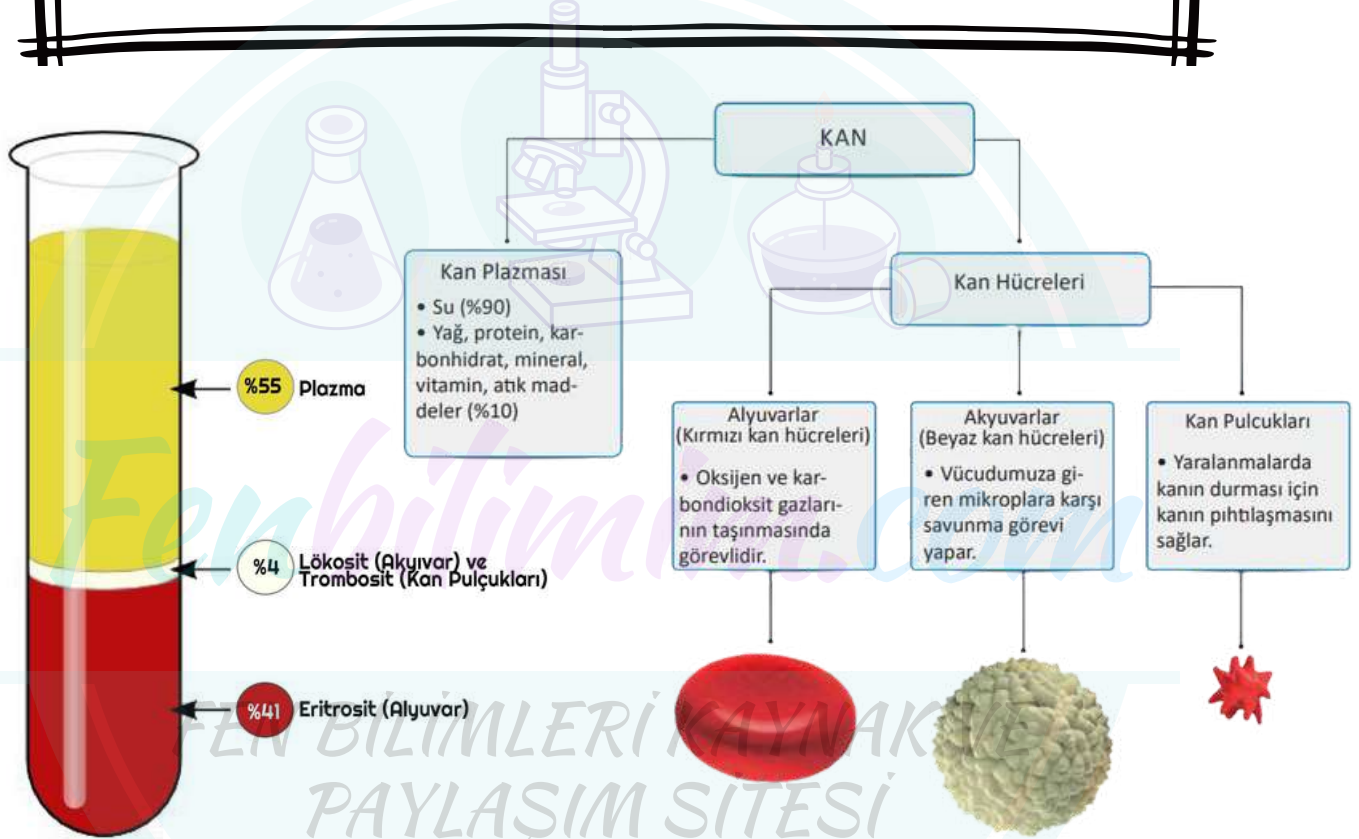 KAN
Kan Plazması
• Su (%90)
• Yağ, protein, kar-
bonhidrat, mineral,
vitamin, atık mad-
deler (%10)
Kan Hücreleri
Alyuvarlar
(Kırmızı kan hücreleri)
• Oksijen ve kar-
bondioksit gazları-
nın taşınmasında
görevlidir.
Akyuvarlar
(Beyaz kan hücreleri)
• Vücudumuza gi-
ren mikroplara karşı
savunma görevi
yapar.
Kan Pulcukları
• Yaralanmalarda
kanın durması için
kanın pıhtılaşmasını
sağlar.
%55 Plazma
%4 Lökosit (Akyuvar) ve
Trombosit (Kan Pulçukları)
%41 Eritrosit (Alyuvar)
Fenbilimim.com
FEN BİLİMLERİ KAYNAK VE
PAYLAŞIM SİTESİ